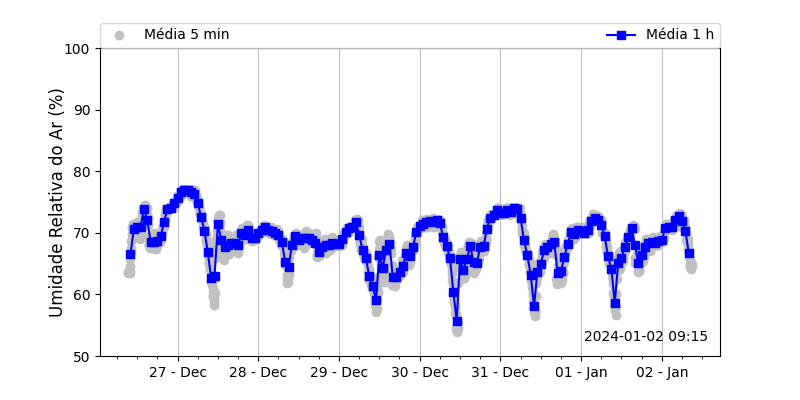 Média 5 min
Média 1 h
Umidade Relativa do Ar (%)
100
90
80
70
60
50
2024-01-02 09:15
27 - Dec
28 - Dec
29 - Dec
30 - Dec
31 - Dec
01 - Jan
02 - Jan